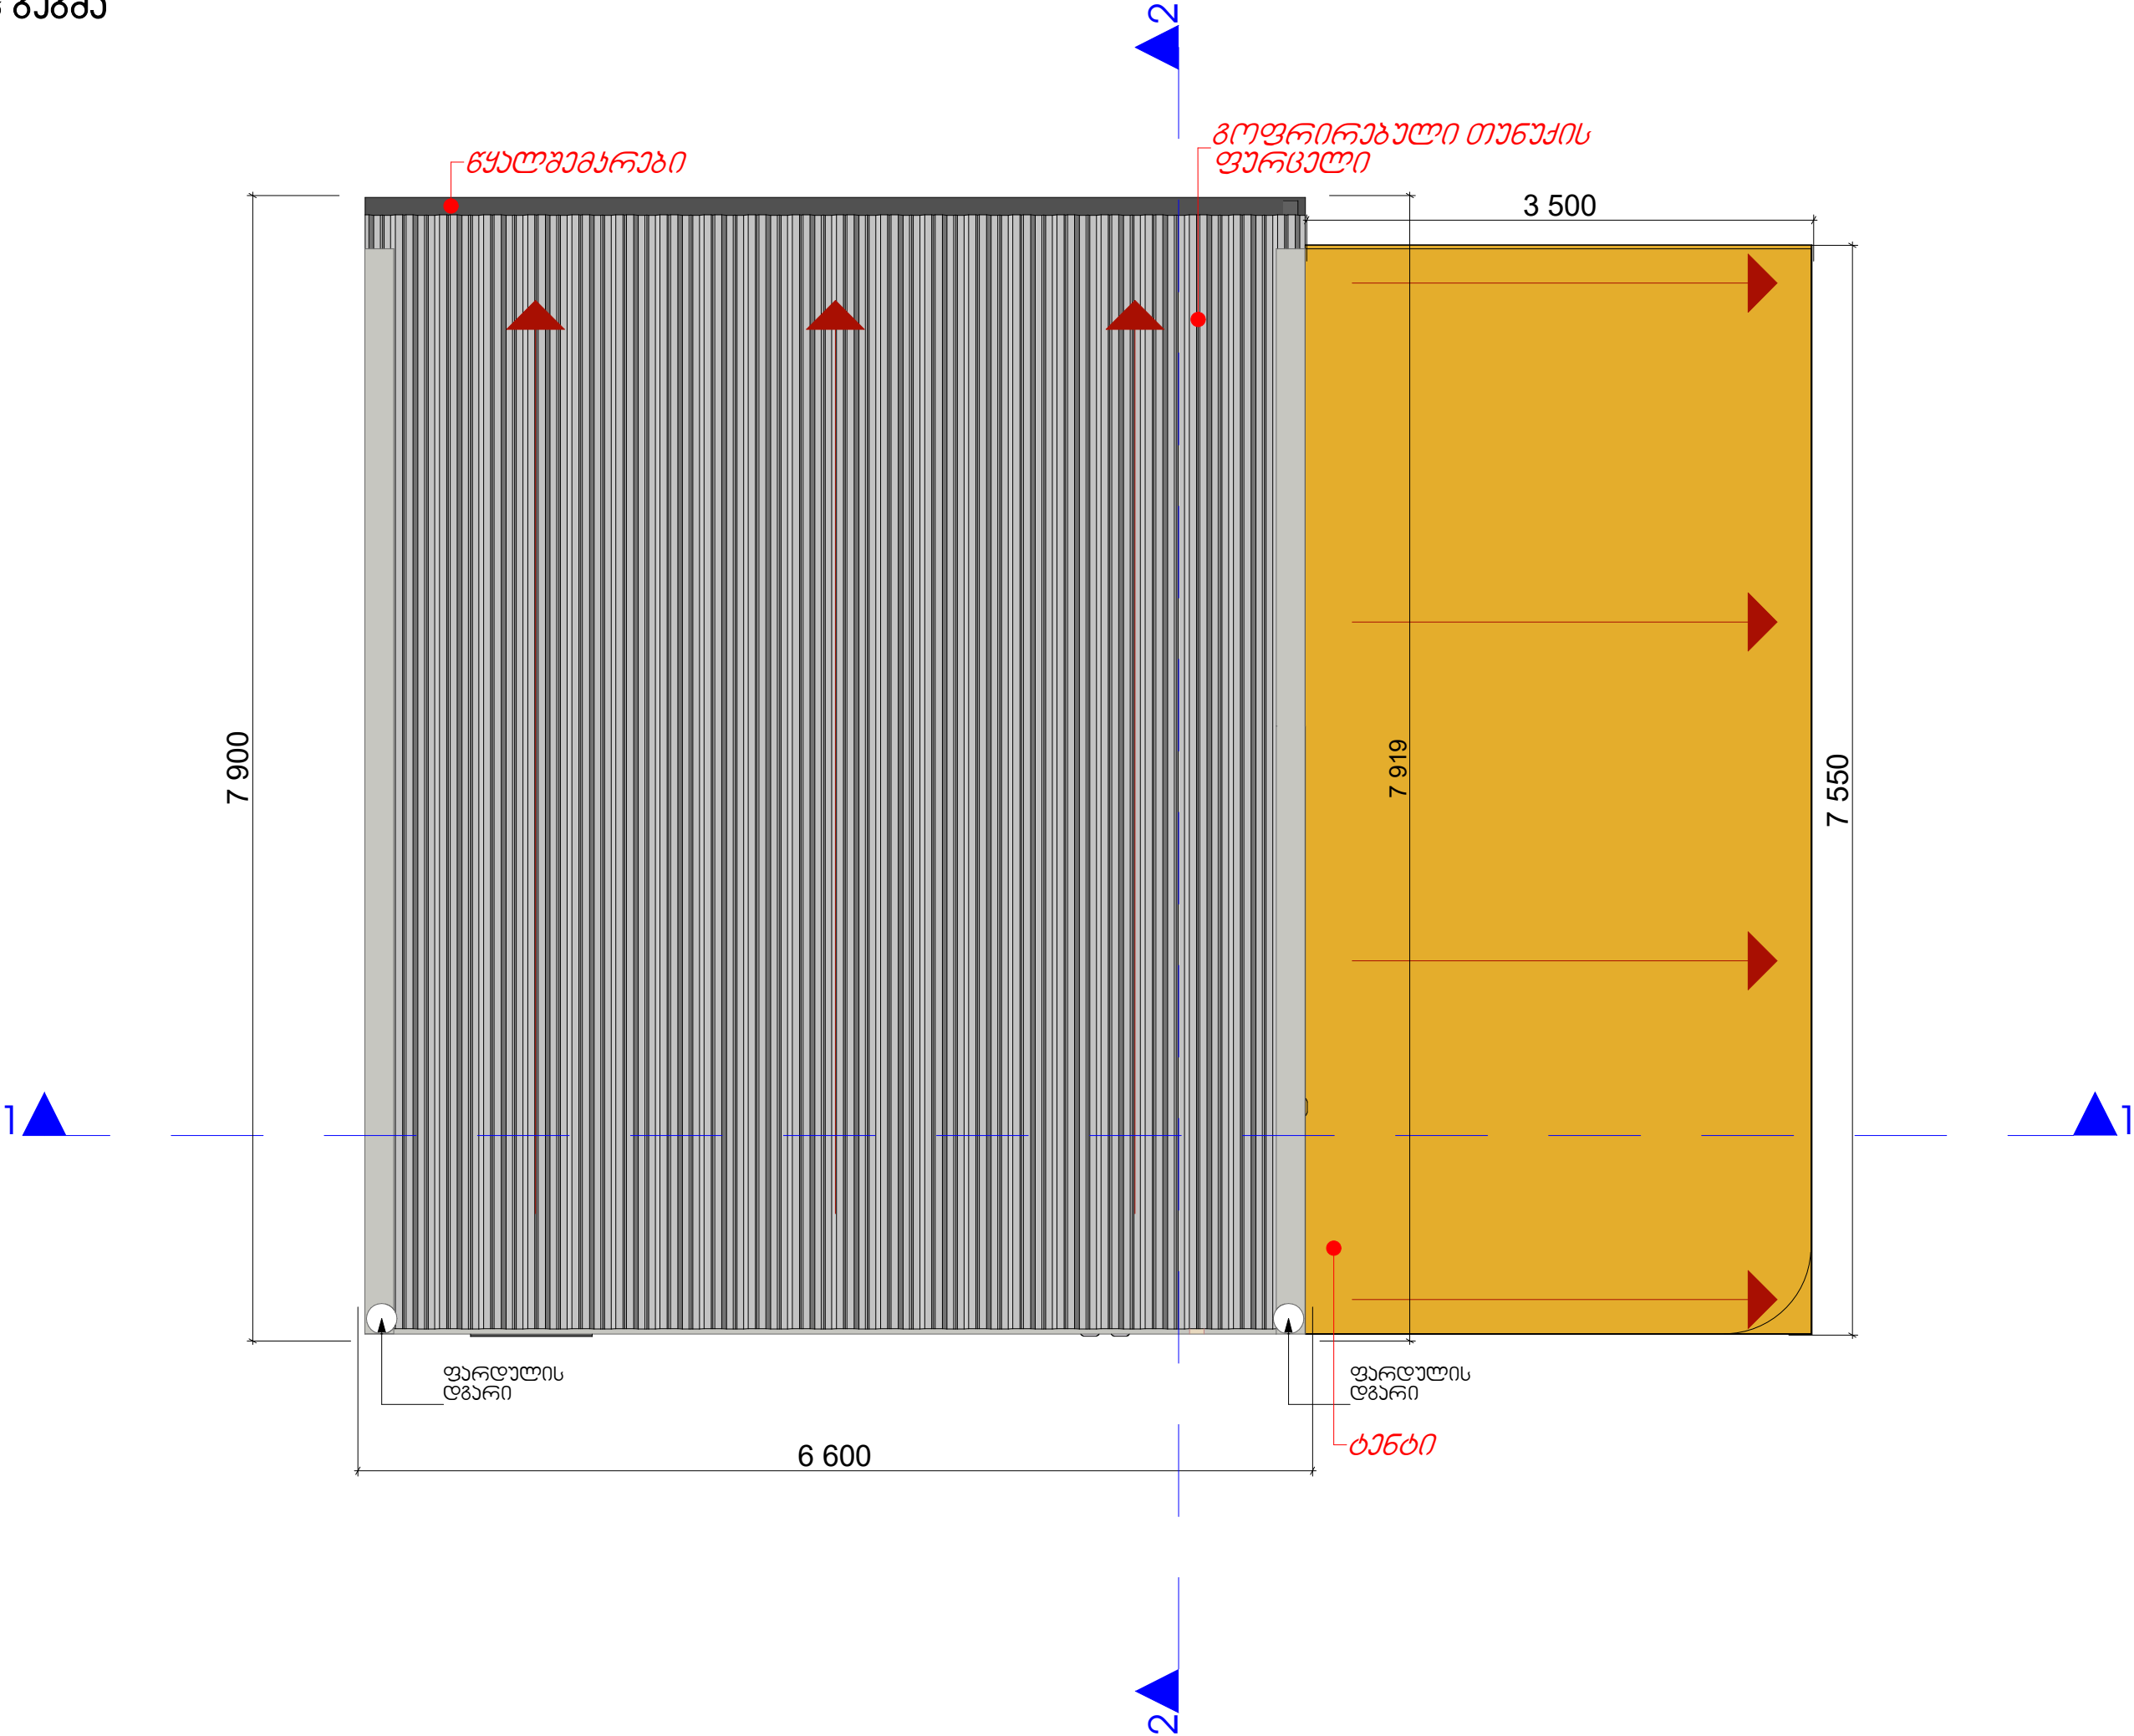 გეგმა
2
წყალშემკრები
გოფრირებული თუნუქის
ფურცელი
3 500
7 900
7 919
7 550
1
1
ფარდულის
დგარი
ფარდულის
დგარი
ტენტი
6 600
2